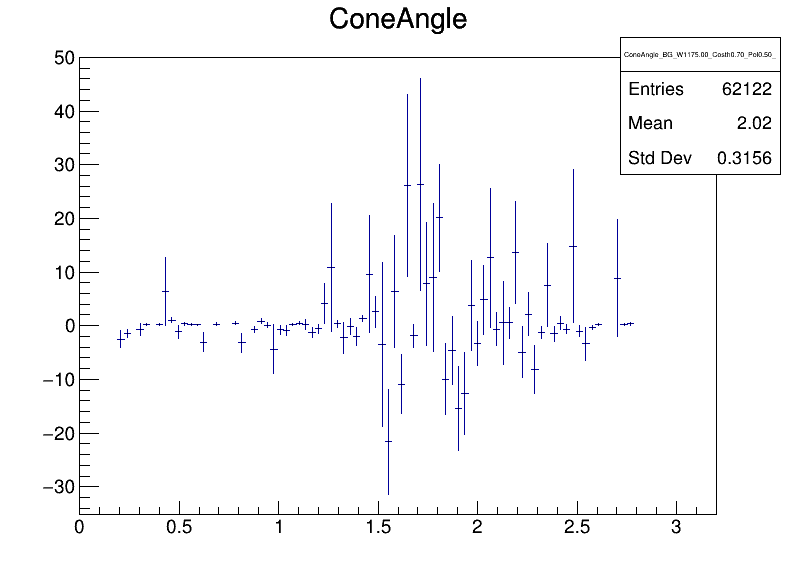 ConeAngle
ConeAngle_BG_W1175.00_Costh0.70_Pol0.50_
Entries 62122
Mean 2.02
Std Dev 0.3156
50
40
30
20
10
0
−10
−20
−30
0 0.5 1 1.5 2 2.5 3